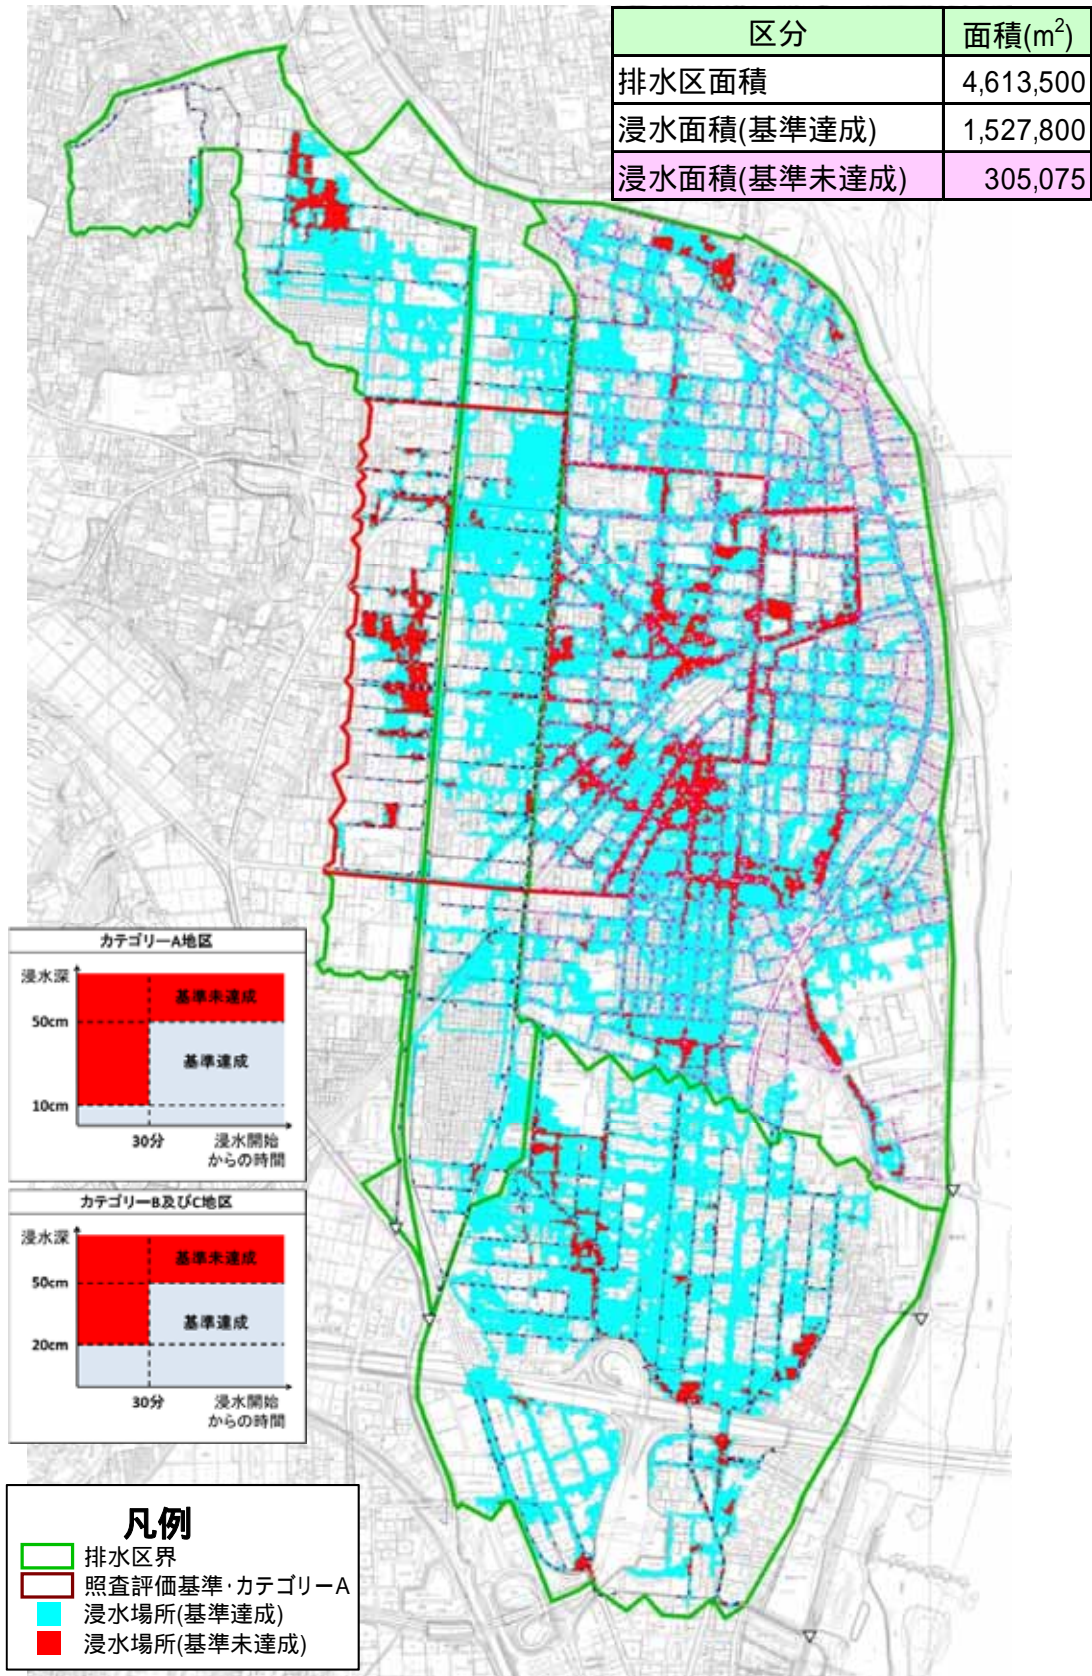 区分 面積(m²)
排水区面積 4,613,500
浸水面積(基準達成) 1,527,800
浸水面積(基準未達成) 305,075
カテゴリーA地区
浸水深
基準未達成
50cm
基準達成
10cm
30分
浸水開始
からの時間
カテゴリーB及びC地区
浸水深
基準未達成
50cm
基準達成
20cm
30分
浸水開始
からの時間
凡例
排水区界
照査評価基準・カテゴリーA
浸水場所(基準達成)
浸水場所(基準未達成)